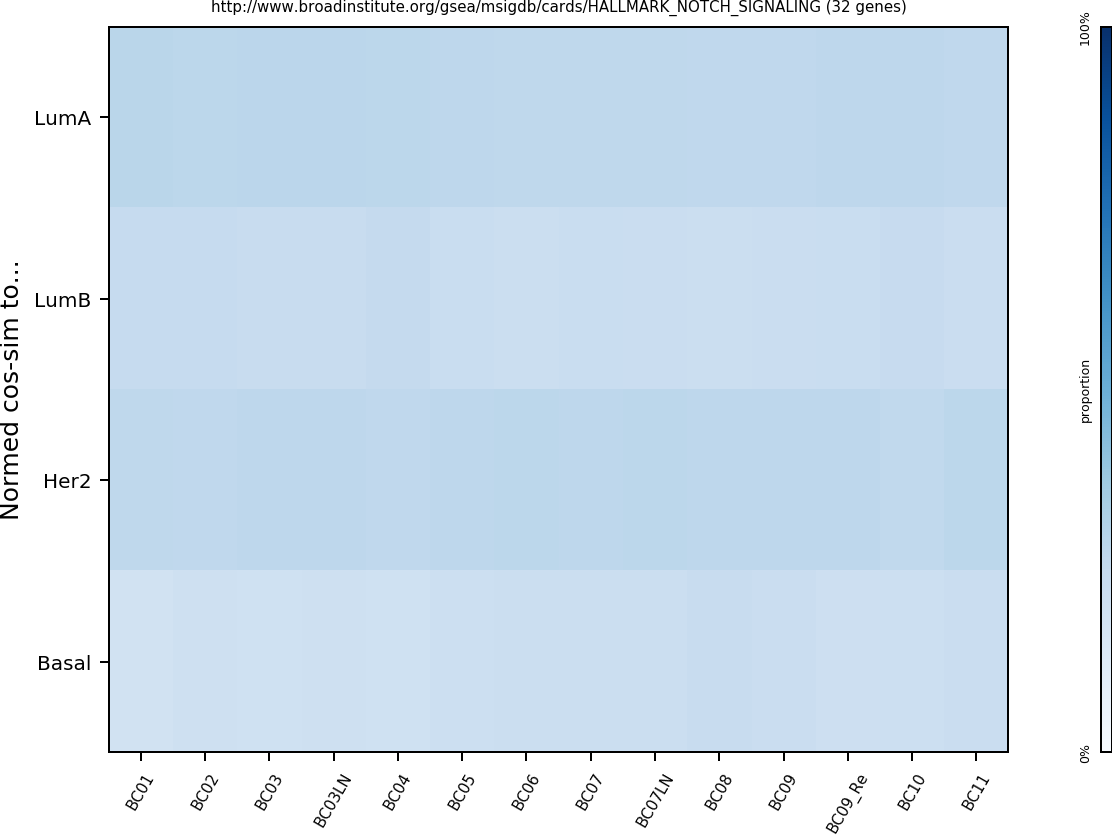 http://www.broadinstitute.org/gsea/msigdb/cards/HALLMARK_NOTCH_SIGNALING (32 genes)
Normed cos-sim to...
LumA
LumB
Her2
Basal
BC01
BC02
BC03
BC03LN
BC04
BC05
BC06
BC07
BC07LN
BC08
BC09
BC09_Re
BC10
BC11
100%
proportion
0%